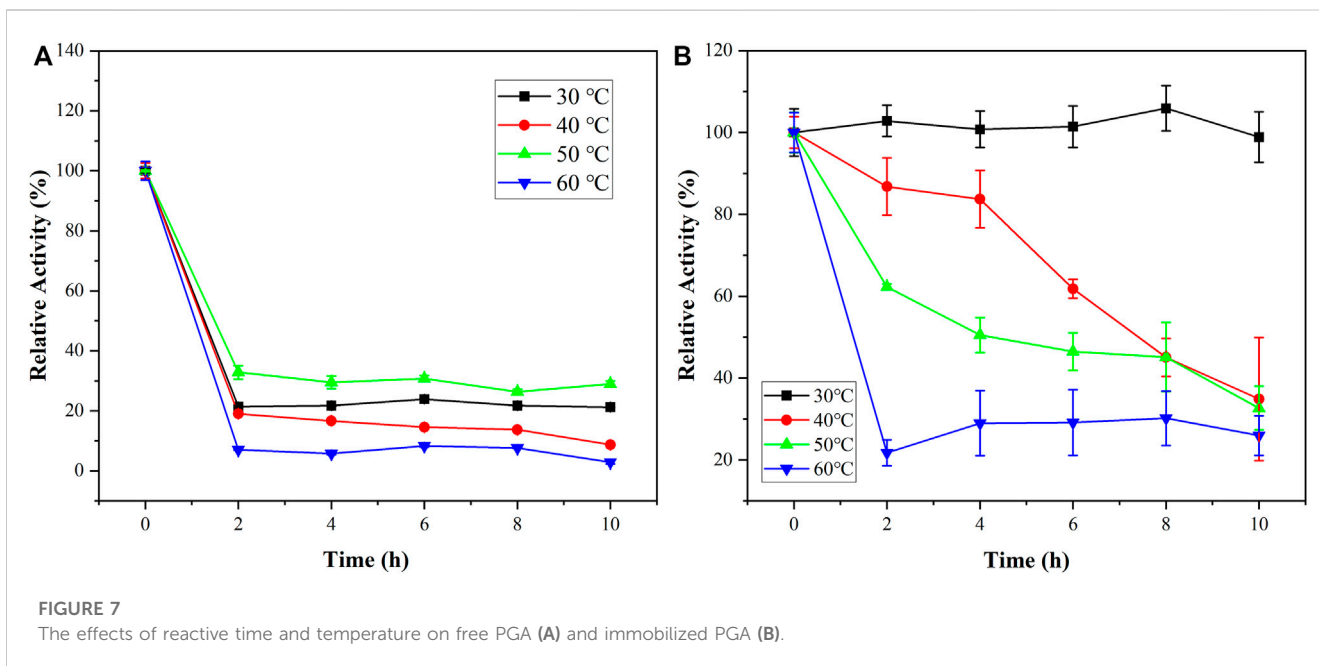 A
140
120
100
80
60
40
20
0
Relative Activity (%)
0 2 4 6 8 10
Time (h)
30 ℃
40 ℃
50 ℃
60 ℃
B
120
100
80
60
40
20
Relative Activity (%)
0 2 4 6 8 10
Time (h)
30℃
40℃
50℃
60℃
FIGURE 7
The effects of reactive time and temperature on free PGA (A) and immobilized PGA (B).